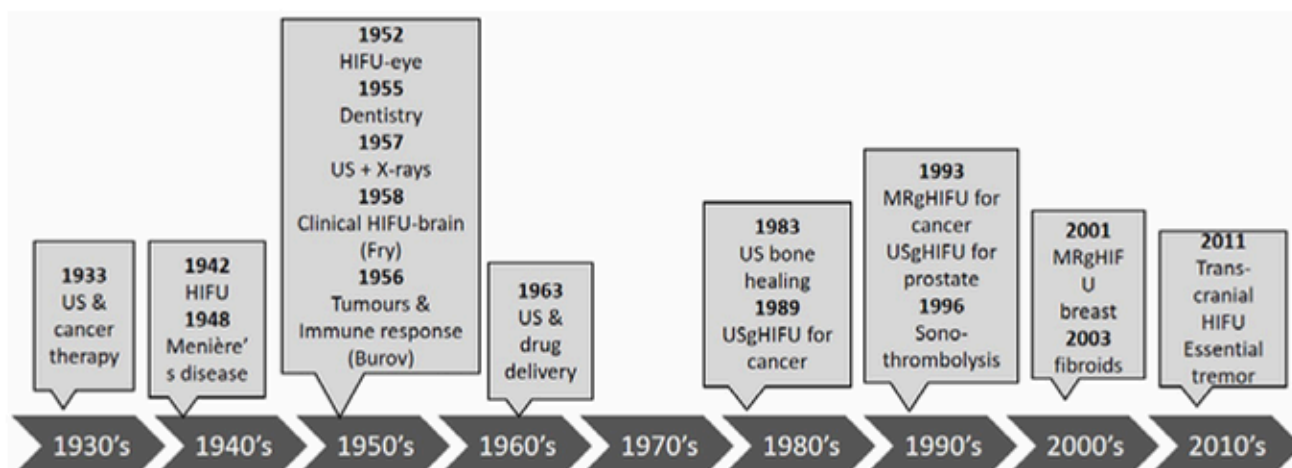 1933
US &
cancer
therapy
1942
HIFU
1948
Menière'
s disease
1952
HIFU-eye
1955
Dentistry
1957
US + X-rays
1958
Clinical HIFU-brain
(Fry)
1956
Tumours &
Immune response
(Burov)
1963
US &
drug
delivery
1983
US bone
healing
1989
USgHIFU for
cancer
1993
MRgHIFU for
cancer
USgHIFU for
prostate
1996
Sono-
thrombolysis
2001
MRgHIF
U
breast
2003
fibroids
2011
Trans-
cranial
HIFU
Essential
tremor
1930's
1940's
1950's
1960's
1970's
1980's
1990's
2000's
2010's